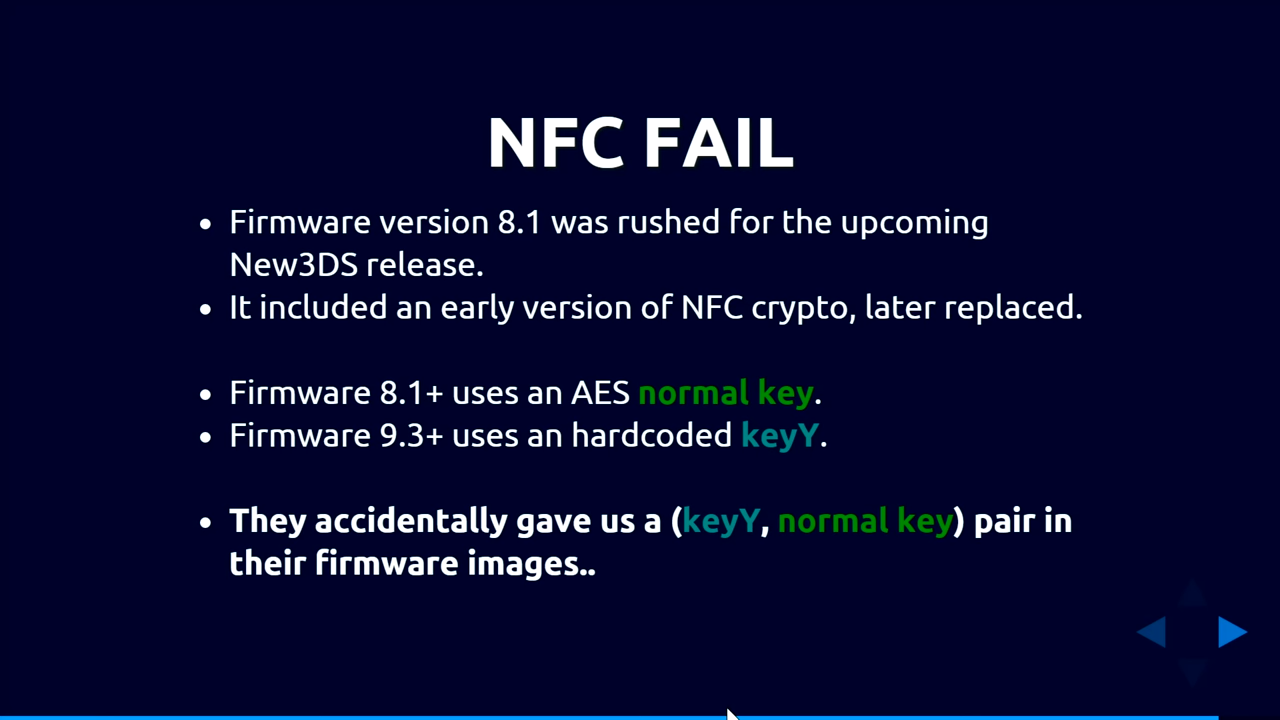 NFC FAIL
Firmware version 8.1 was rushed for the upcoming
New3DS release.
It included an early version of NFC crypto, later replaced.
Firmware 8.1+ uses an AES normal key.
Firmware 9.3+ uses an hardcoded keyY.
They accidentally gave us a (keyY, normal key) pair in
their firmware images..